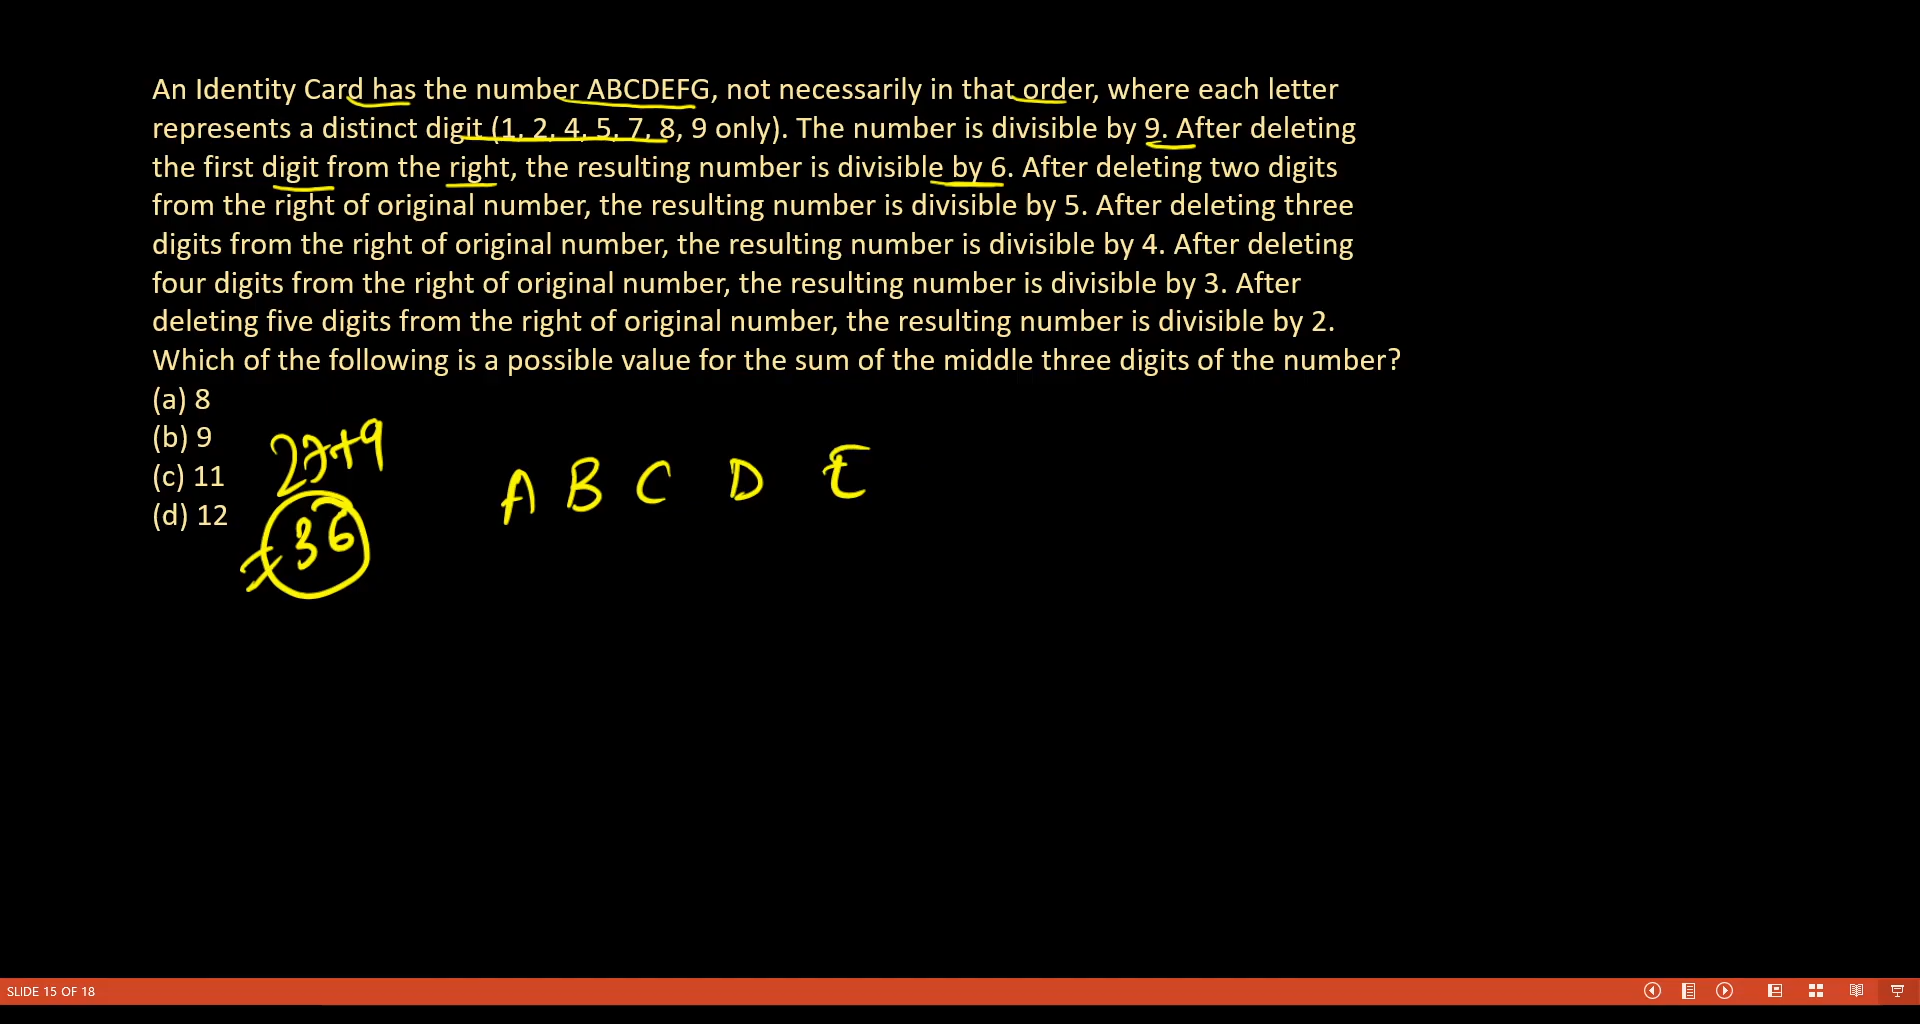 An Identity Card has the number ABCDEFG, not necessarily in that order, where each letter
represents a distinct digit (1, 2, 4, 5, 7, 8, 9 only). The number is divisible by 9. After deleting
the first digit from the right, the resulting number is divisible by 6. After deleting two digits
from the right of original number, the resulting number is divisible by 5. After deleting three
digits from the right of original number, the resulting number is divisible by 4. After deleting
four digits from the right of original number, the resulting number is divisible by 3. After
deleting five digits from the right of original number, the resulting number is divisible by 2.
Which of the following is a possible value for the sum of the middle three digits of the number?
(a) 8
(b) 9
(c) 11
(d) 12
27+9
36
A B C D E
SLIDE 15 OF 18